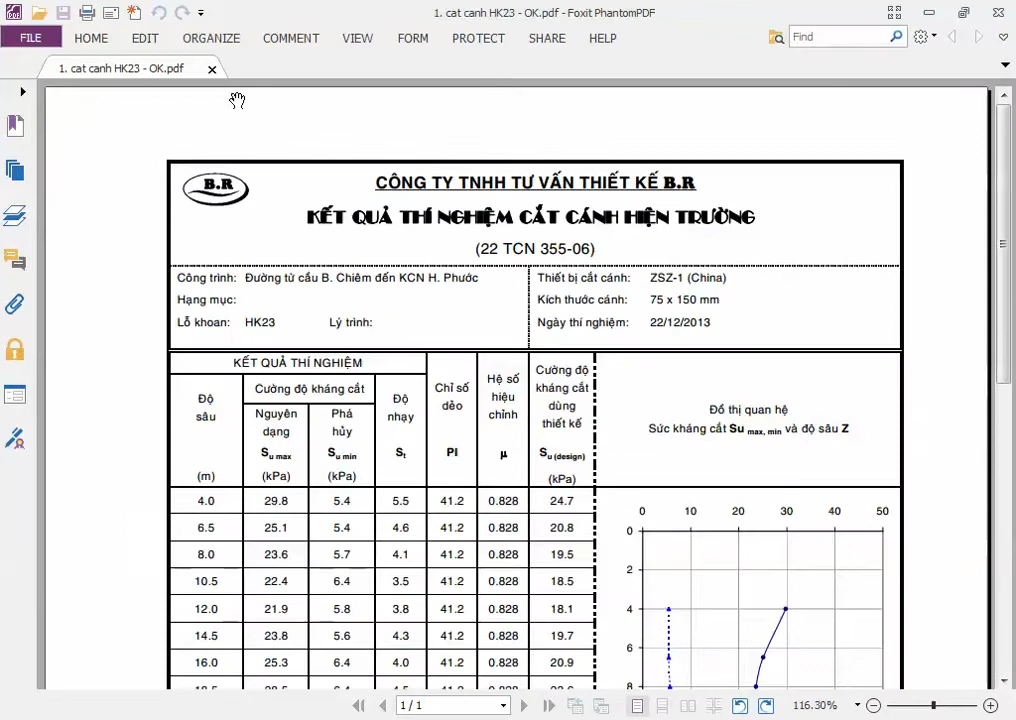 1. cat canh HK23 - OK.pdf - Foxit PhantomPDF
FILE HOME EDIT ORGANIZE COMMENT VIEW FORM PROTECT SHARE HELP Find
1. cat canh HK23 - OK.pdf
B.R
CÔNG TY TNHH TƯ VẤN THIẾT KẾ B.R
KẾT QUẢ THÍ NGHIỆM CẮT CÁNH HIỆN TRƯỜNG
(22 TCN 355-06)
Công trình: Đường từ cầu B. Chiêm đến KCN H. Phước
Hạng mục:
Lỗ khoan: HK23 Lý trình:
Thiết bị cắt cánh: ZSZ-1 (China)
Kích thước cánh: 75 x 150 mm
Ngày thí nghiệm: 22/12/2013
KẾT QUẢ THÍ NGHIỆM
Độ
sâu
(m)
Cường độ kháng cắt
Nguyên
dạng
Su max
(kPa)
Phá
hủy
Su min
(kPa)
Độ
nhạy
St
Chỉ số
dẻo
PI
Hệ số
hiệu
chỉnh
μ
Cường độ
kháng cắt
dùng
thiết kế
Su (design)
(kPa)
Đồ thị quan hệ
Sức kháng cắt Su max, min và độ sâu Z
4.0 29.8 5.4 5.5 41.2 0.828 24.7
6.5 25.1 5.4 4.6 41.2 0.828 20.8
8.0 23.6 5.7 4.1 41.2 0.828 19.5
10.5 22.4 6.4 3.5 41.2 0.828 18.5
12.0 21.9 5.8 3.8 41.2 0.828 18.1
14.5 23.8 5.6 4.3 41.2 0.828 19.7
16.0 25.3 6.4 4.0 41.2 0.828 20.9
0 10 20 30 40 50
0
2
4
6
8
1 / 1
116.30%